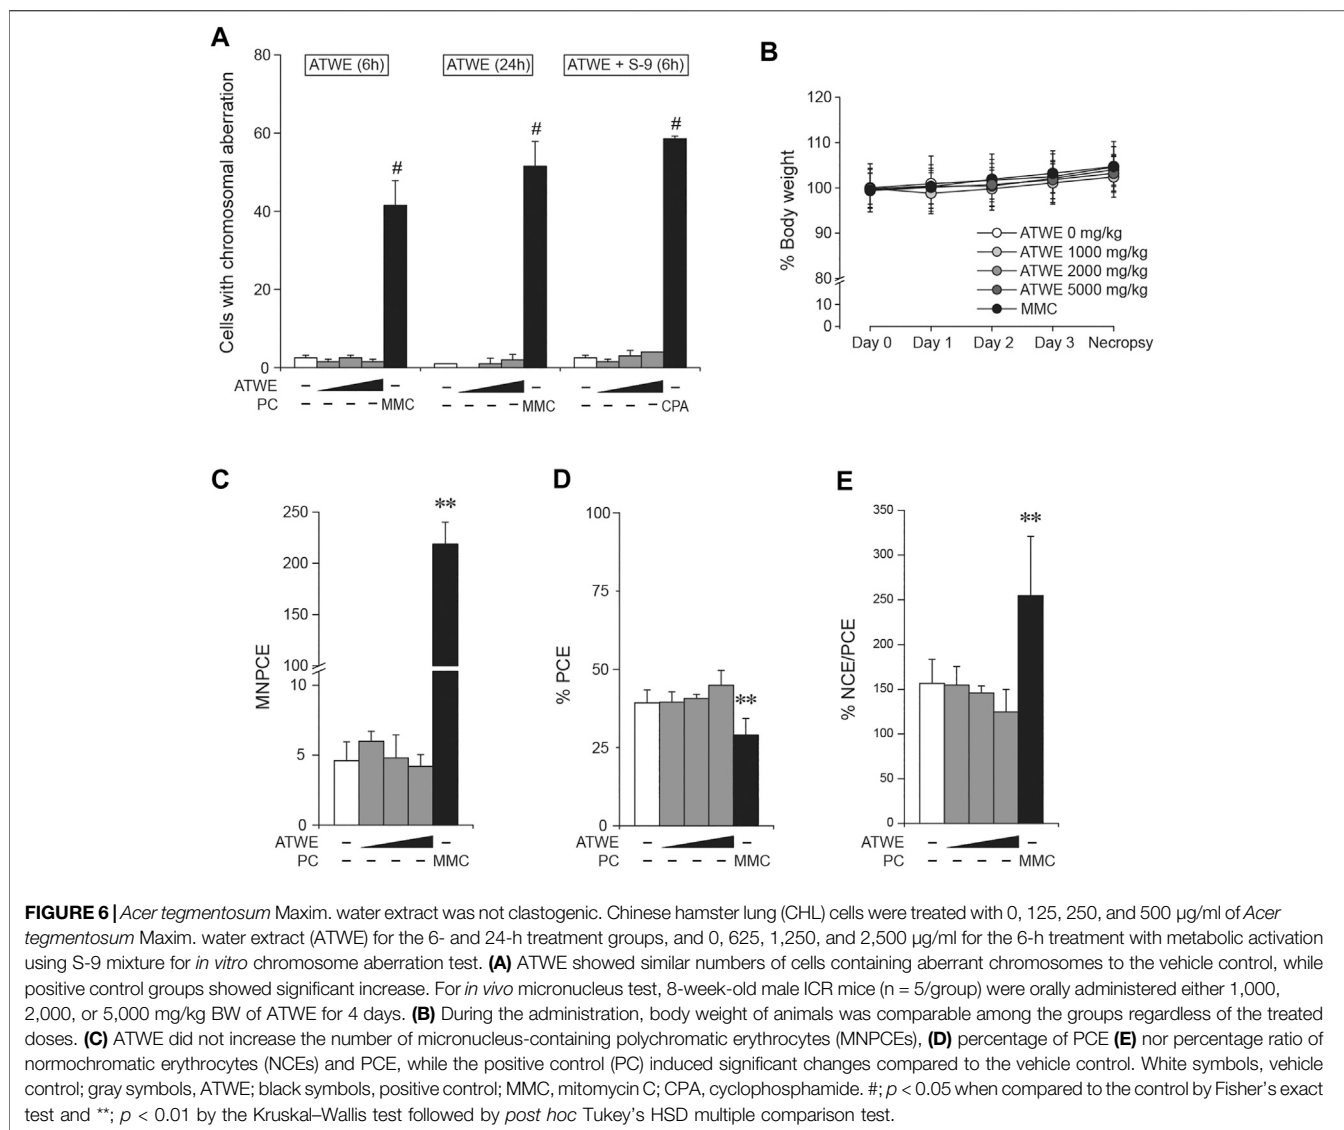 A
80
60
40
20
0
Cells with chromosomal aberration
ATWE (6h)
ATWE (24h)
ATWE + S-9 (6h)
#
#
#
ATWE – – –
PC – – – – MMC – – – – MMC – – – – CPA
B
120
110
100
90
80
10
0
% Body weight
ATWE 0 mg/kg
ATWE 1000 mg/kg
ATWE 2000 mg/kg
ATWE 5000 mg/kg
MMC
Day 0 Day 1 Day 2 Day 3 Necropsy
C
250
200
150
100
10
5
0
MNPCE
**
ATWE – –
PC – – – – MMC
D
100
75
50
25
0
% PCE
**
– –
– – – – MMC
E
350
300
250
200
150
100
50
0
% NCE/PCE
**
ATWE – –
PC – – – – MMC
FIGURE 6 | Acer tegmentosum Maxim. water extract was not clastogenic. Chinese hamster lung (CHL) cells were treated with 0, 125, 250, and 500 µg/ml of Acer
tegmentosum Maxim. water extract (ATWE) for the 6- and 24-h treatment groups, and 0, 625, 1,250, and 2,500 µg/ml for the 6-h treatment with metabolic activation
using S-9 mixture for in vitro chromosome aberration test. (A) ATWE showed similar numbers of cells containing aberrant chromosomes to the vehicle control, while
positive control groups showed significant increase. For in vivo micronucleus test, 8-week-old male ICR mice (n = 5/group) were orally administered either 1,000,
2,000, or 5,000 mg/kg BW of ATWE for 4 days. (B) During the administration, body weight of animals was comparable among the groups regardless of the treated
doses. (C) ATWE did not increase the number of micronucleus-containing polychromatic erythrocytes (MNPCEs), (D) percentage of PCE (E) nor percentage ratio of
normochromatic erythrocytes (NCEs) and PCE, while the positive control (PC) induced significant changes compared to the vehicle control. White symbols, vehicle
control; gray symbols, ATWE; black symbols, positive control; MMC, mitomycin C; CPA, cyclophosphamide. #; p < 0.05 when compared to the control by Fisher's exact
test and **; p < 0.01 by the Kruskal–Wallis test followed by post hoc Tukey's HSD multiple comparison test.